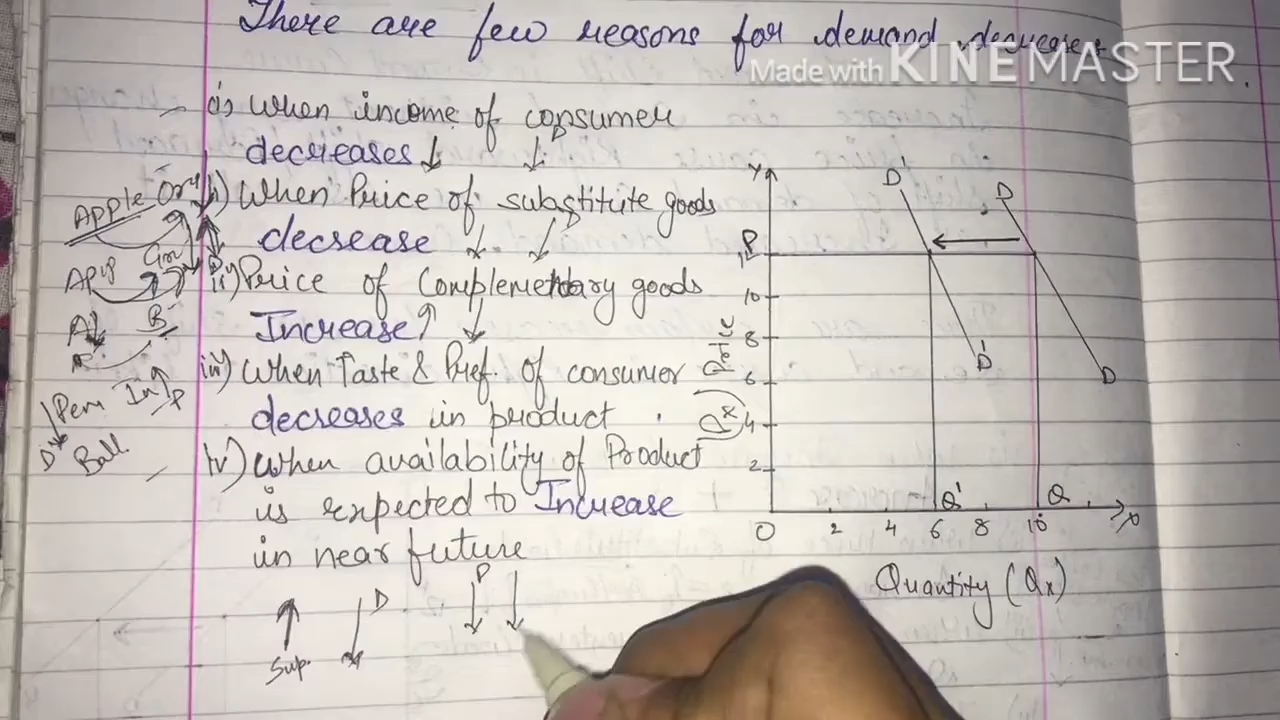 There are few reasons for demand decrease
Made with KINEMASTER
i) When income of consumer
decreases ↓ ↓
ii) When Price of substitute goods
decrease ↓ ↓
Price of Complementary goods
Increase ↑ ↓
When Taste & Pref. of consumer
decreases in product
iv) When availability of Product
is expected to Increase
in near future
↑ ↓ D P ↓ ↓
Sup.
Apple
B
Pen In P
D
Ball
Y
D' D
P
12
10
8
6
4
2
Price
(Px)
D' D
Q' Q
O 2 4 6 8 10 X
Quantity (Qx)